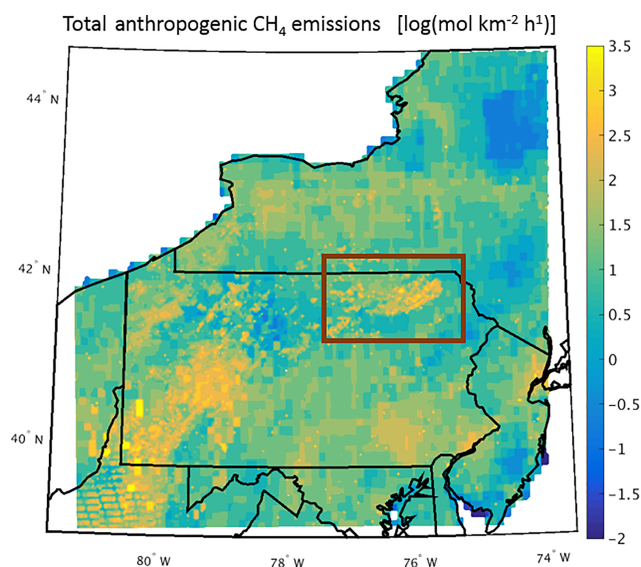 Total anthropogenic CH₄ emissions [log(mol km⁻² h¹)]
44°N
42°N
40°N
80°W
78°W
76°W
74°W
3.5
3
2.5
2
1.5
1
0.5
0
-0.5
-1
-1.5
-2